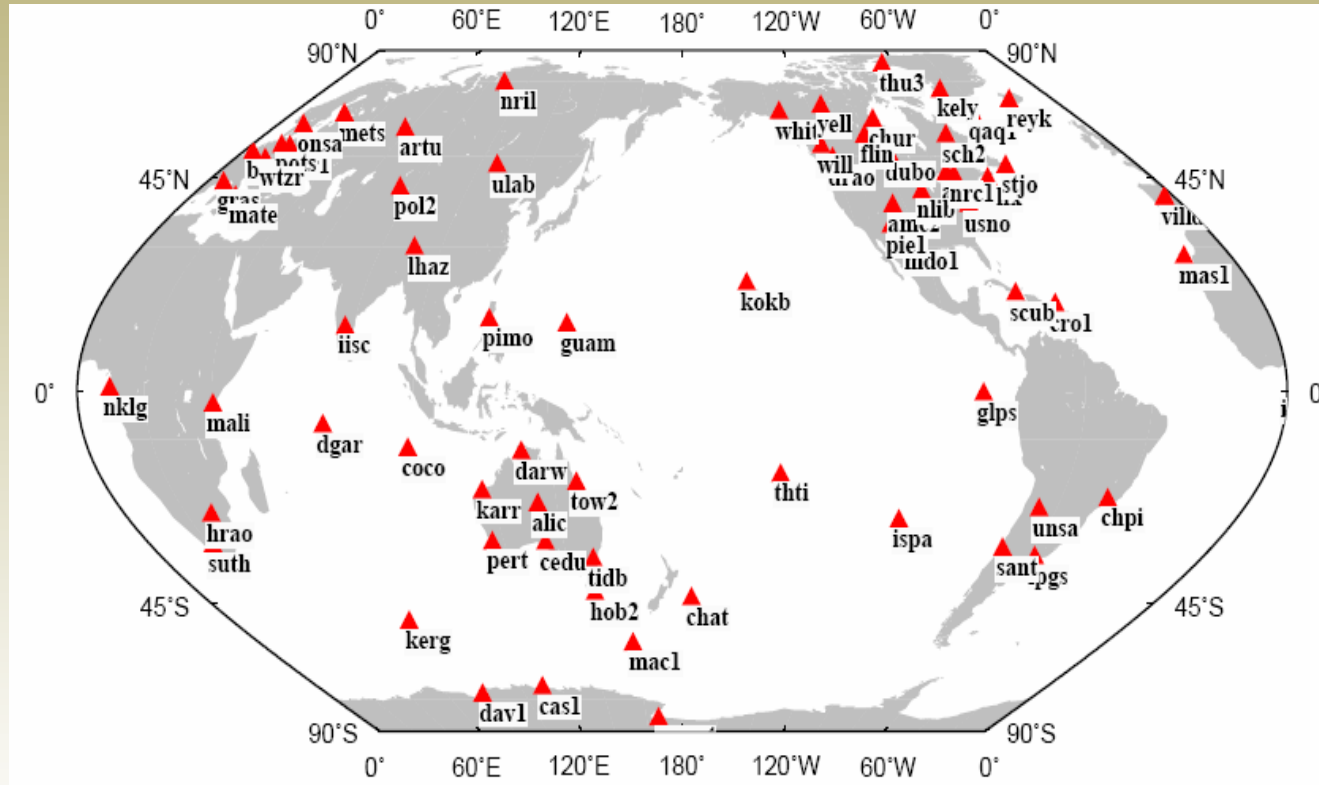 0° 60°E 120°E 180° 120°W 60°W 0°
90°N 90°N
thu3
nril
kely
reyk
mets
whit
yell
qaq1
onsa
artu
chur
flin
sch2
pots1
will
wtzr
ulab
dubo
stjo
45°N 45°N
nrc1
gras
pol2
nlib
mate
usno
pie1
lhaz
mdo1
mas1
kokb
scub
cro1
iisc
pimo
guam
0°
nklg
mali
glps
dgar
coco
darw
thti
karr
tow2
alic
chpi
unsa
hrao
ispa
suth
pert
cedu
sant
tidb
45°S 45°S
hob2
chat
kerg
mac1
dav1
cas1
90°S 90°S
0° 60°E 120°E 180° 120°W 60°W 0°